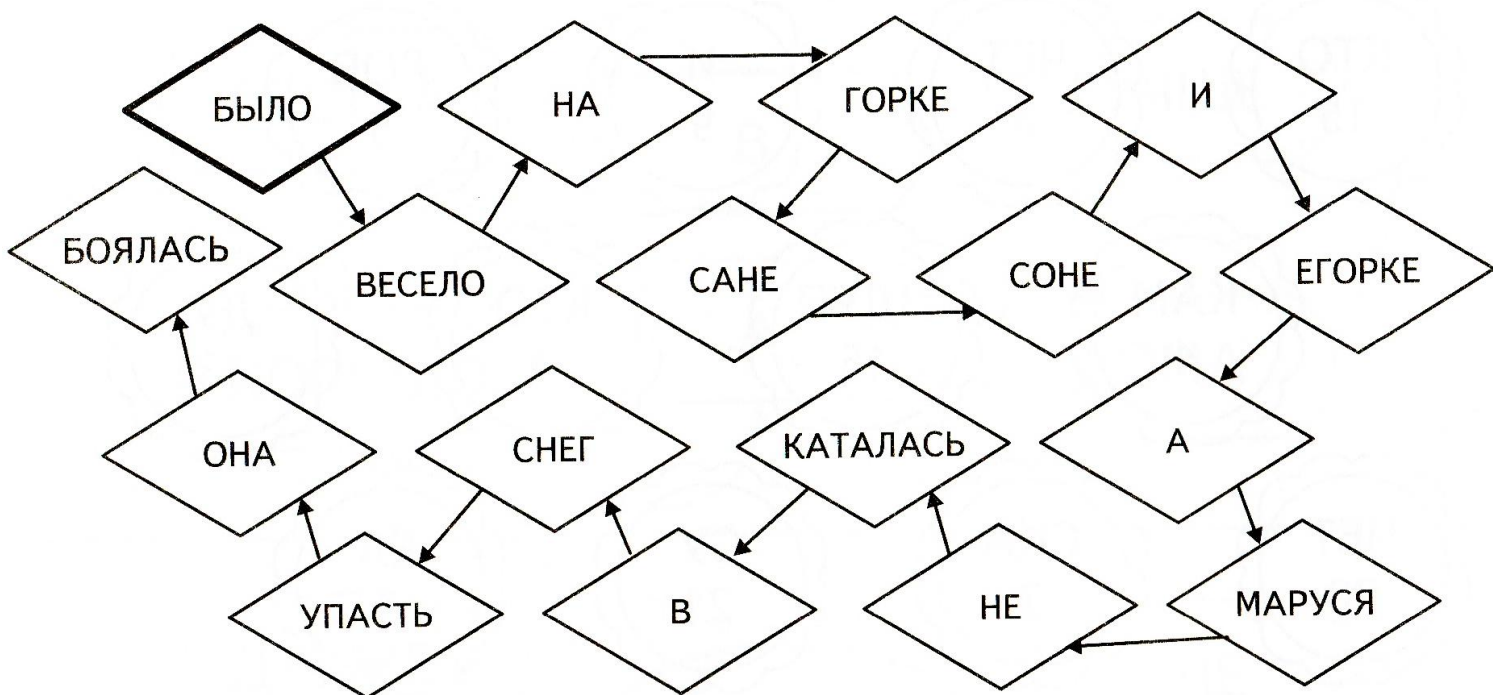 БЫЛО
ВЕСЕЛО
НА
ГОРКЕ
САНЕ
СОНЕ
И
ЕГОРКЕ
А
МАРУСЯ
НЕ
КАТАЛАСЬ
В
СНЕГ
УПАСТЬ
ОНА
БОЯЛАСЬ